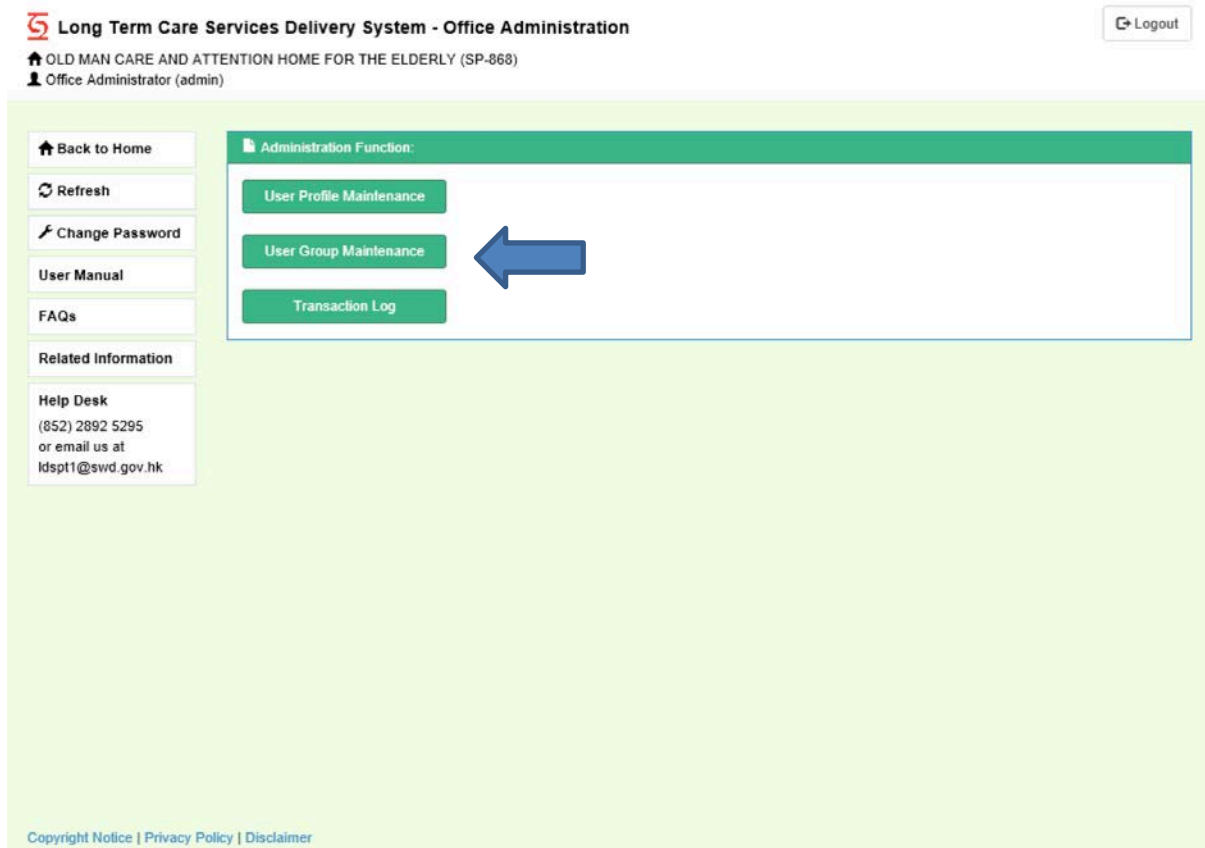 Long Term Care Services Delivery System - Office Administration
Logout
OLD MAN CARE AND ATTENTION HOME FOR THE ELDERLY (SP-868)
Office Administrator (admin)
Back to Home
Refresh
Change Password
User Manual
FAQs
Related Information
Help Desk
(852) 2892 5295
or email us at
ldspt1@swd.gov.hk
Administration Function:
User Profile Maintenance
User Group Maintenance
Transaction Log
Copyright Notice | Privacy Policy | Disclaimer